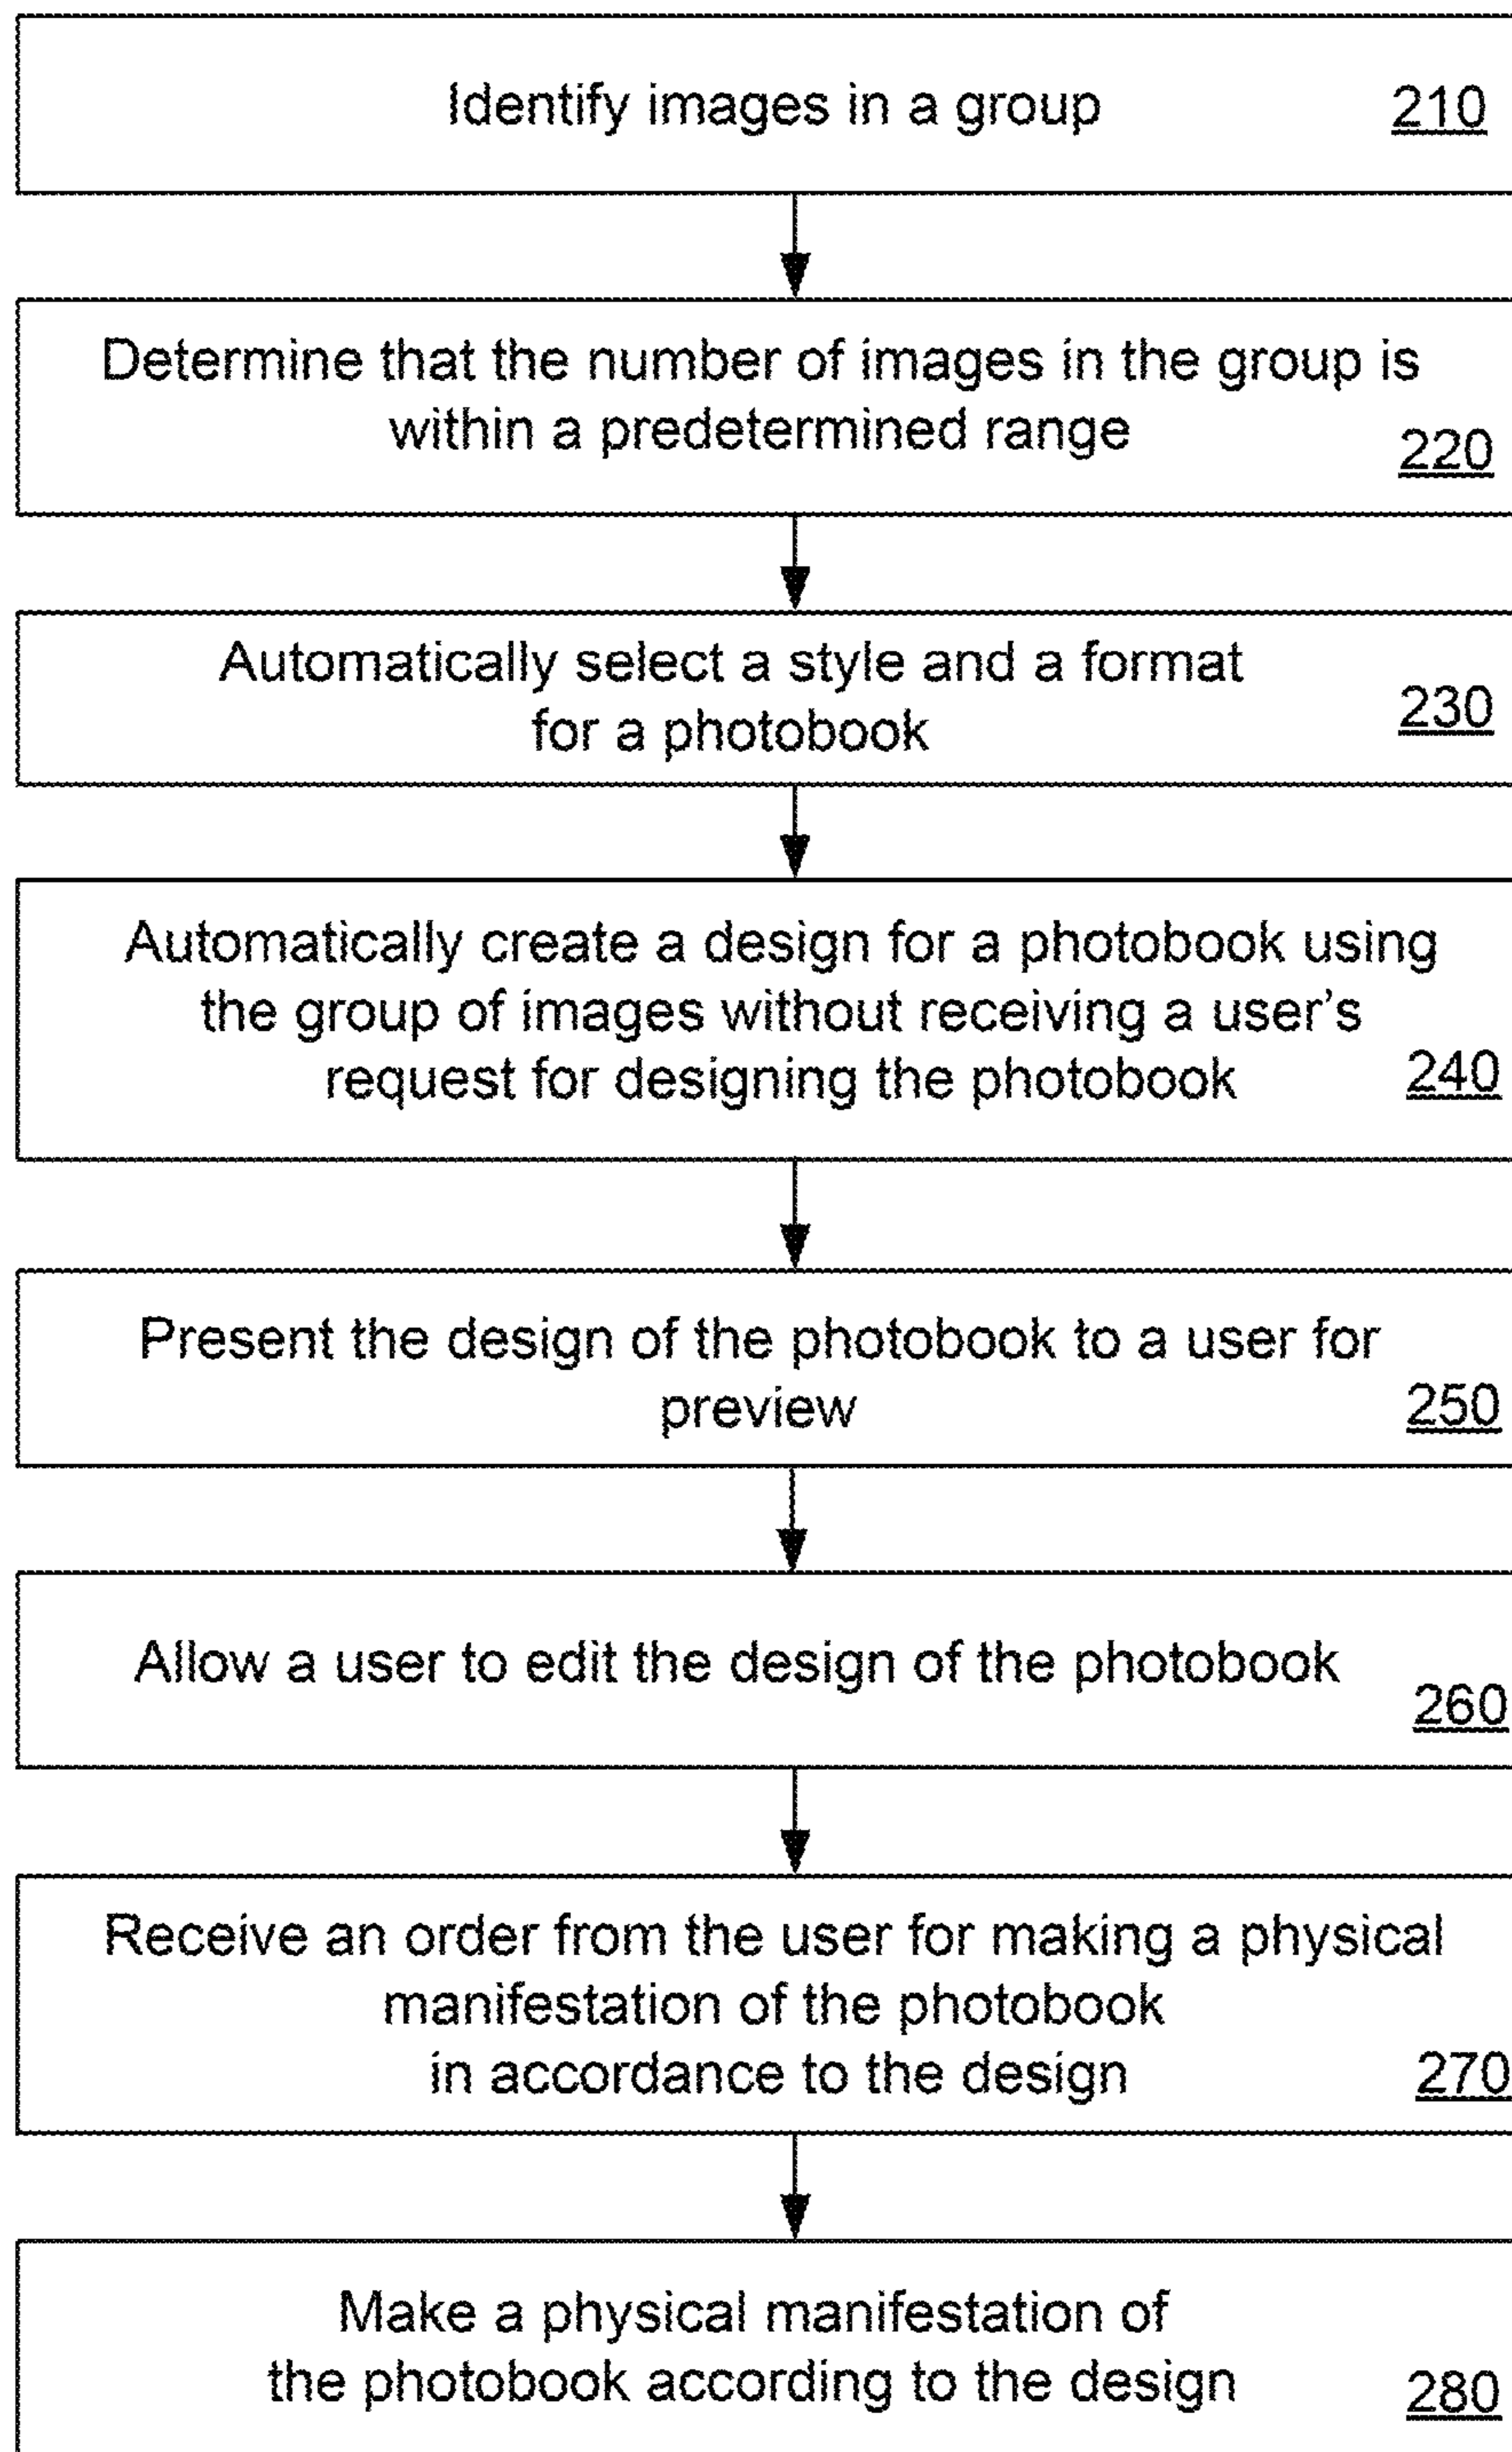 Identify images in a group
210
Determine that the number of images in the group is
within a predetermined range
220
Automatically select a style and a format
for a photobook
230
Automatically create a design for a photobook using
the group of images without receiving a user's
request for designing the photobook
240
Present the design of the photobook to a user for
preview
250
Allow a user to edit the design of the photobook
260
Receive an order from the user for making a physical
manifestation of the photobook
in accordance to the design
270
Make a physical manifestation of
the photobook according to the design
280